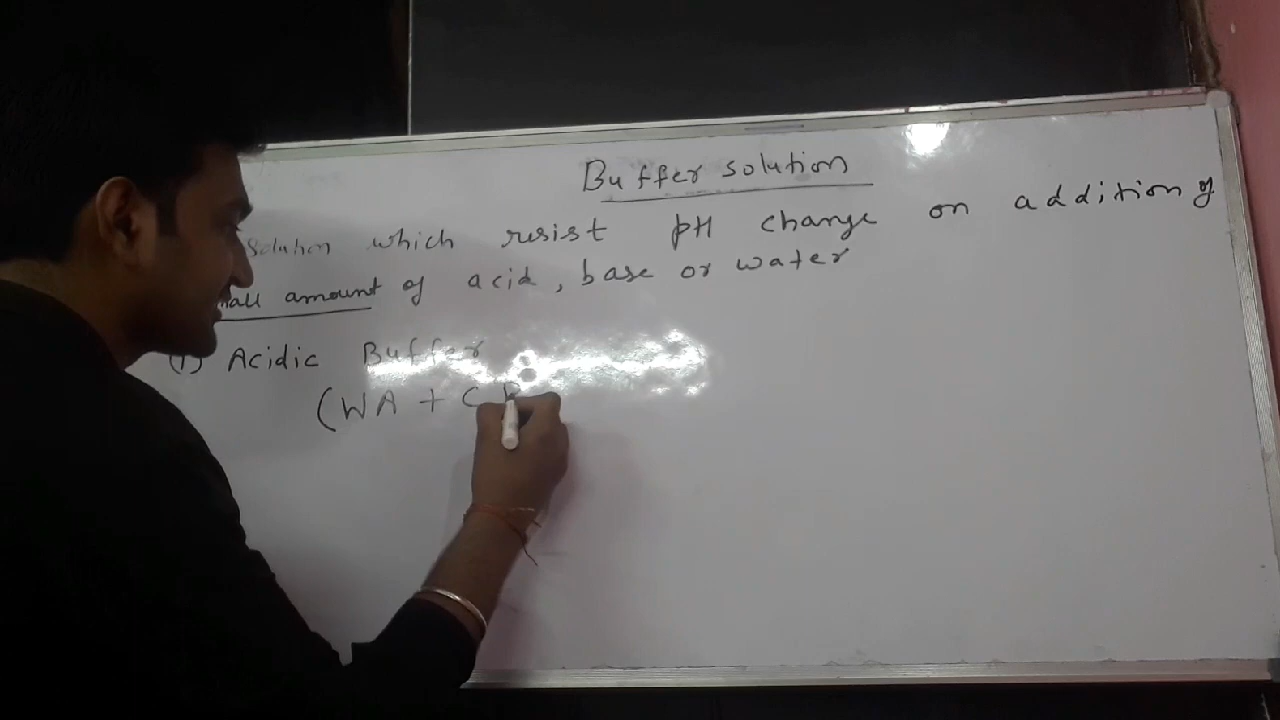 Buffer solution
Solution which resist pH change on addition of
small amount of acid, base or water
(1) Acidic Buffer
(WA + CB